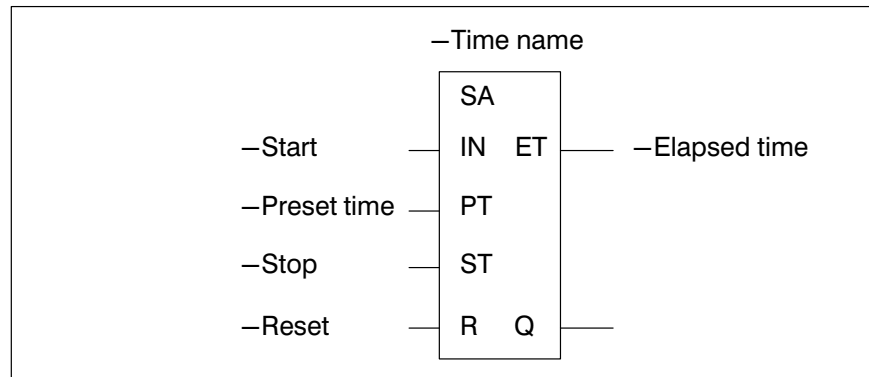 –Time name
SA
–Start IN ET –Elapsed time
–Preset time PT
–Stop ST
–Reset R Q